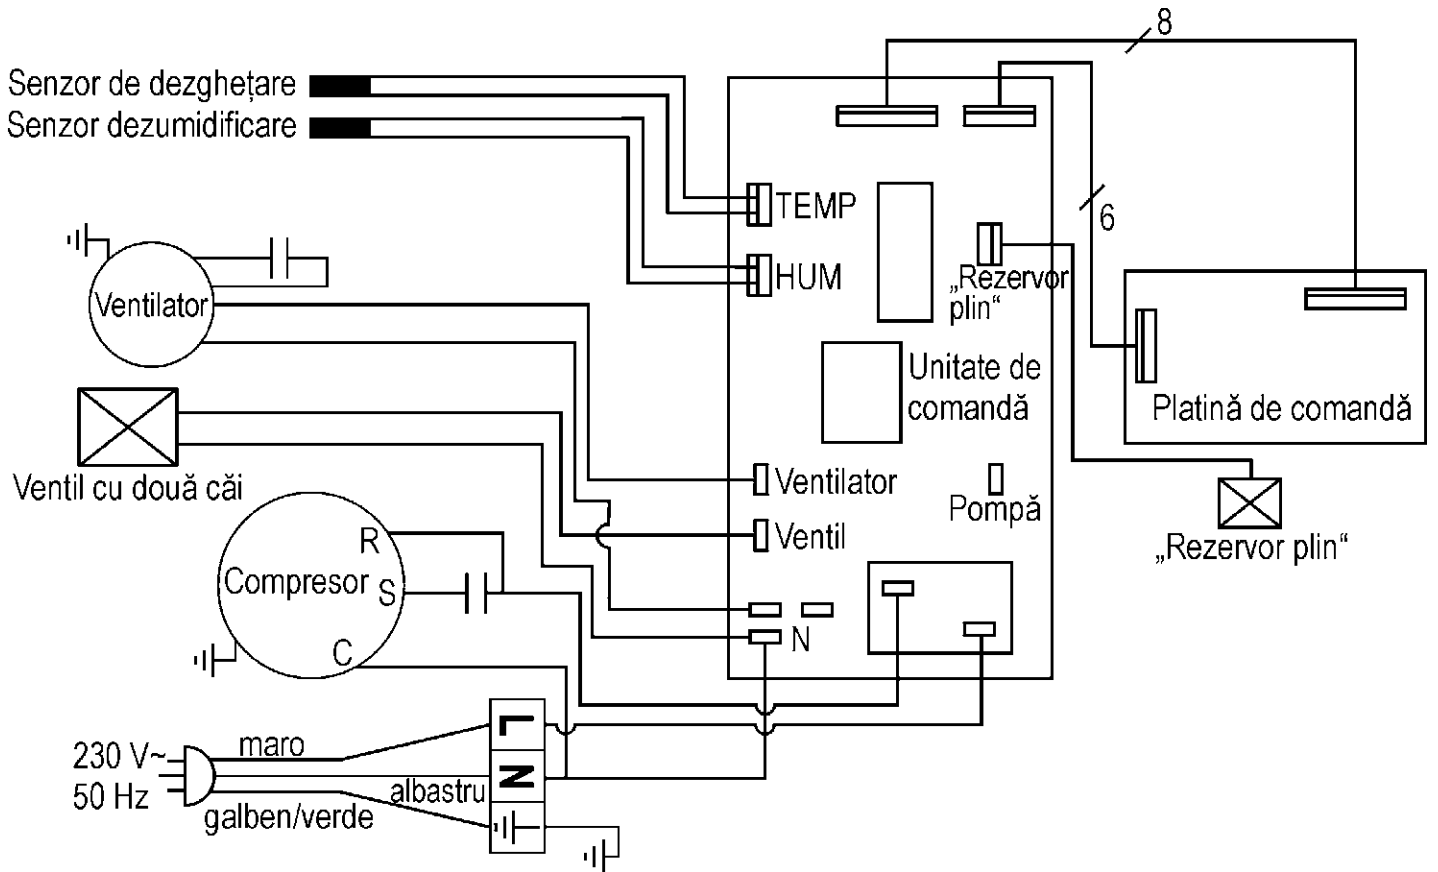 8
Senzor de dezghețare
Senzor dezumidificare
TEMP
6
HUM
„Rezervor
plin“
Ventilator
Unitate de
comandă
Platină de comandă
Ventil cu două căi
Ventilator
Pompă
Ventil
„Rezervor plin“
R
Compresor
S
N
C
L
maro
230 V~
N
50 Hz
albastru
galben/verde